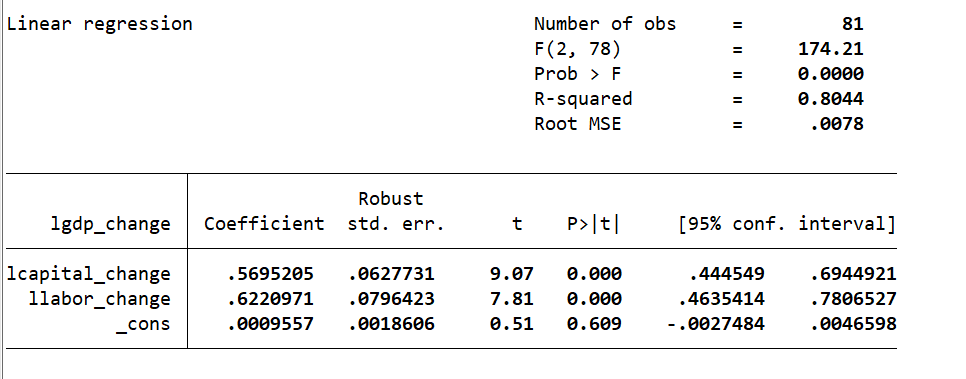 Linear regression Number of obs = 81
F(2, 78) = 174.21
Prob > F = 0.0000
R-squared = 0.8044
Root MSE = .0078
Robust
lgdp_change Coefficient std. err. t P>|t| [95% conf. interval]
lcapital_change .5695205 .0627731 9.07 0.000 .444549 .6944921
llabor_change .6220971 .0796423 7.81 0.000 .4635414 .7806527
_cons .0009557 .0018606 0.51 0.609 -.0027484 .0046598